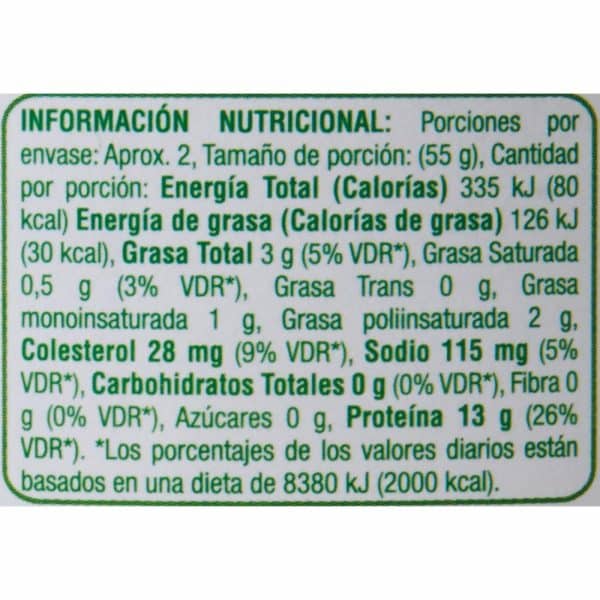 INFORMACIÓN NUTRICIONAL: Porciones por
envase: Aprox. 2, Tamaño de porción: (55 g), Cantidad
por porción: Energía Total (Calorías) 335 kJ (80
kcal) Energía de grasa (Calorías de grasa) 126 kJ
(30 kcal), Grasa Total 3 g (5% VDR*), Grasa Saturada
0,5 g (3% VDR*), Grasa Trans 0 g, Grasa
monoinsaturada 1 g, Grasa poliinsaturada 2 g,
Colesterol 28 mg (9% VDR*), Sodio 115 mg (5%
VDR*), Carbohidratos Totales 0 g (0% VDR*), Fibra 0
g (0% VDR*), Azúcares 0 g, Proteína 13 g (26%
VDR*). *Los porcentajes de los valores diarios están
basados en una dieta de 8380 kJ (2000 kcal).